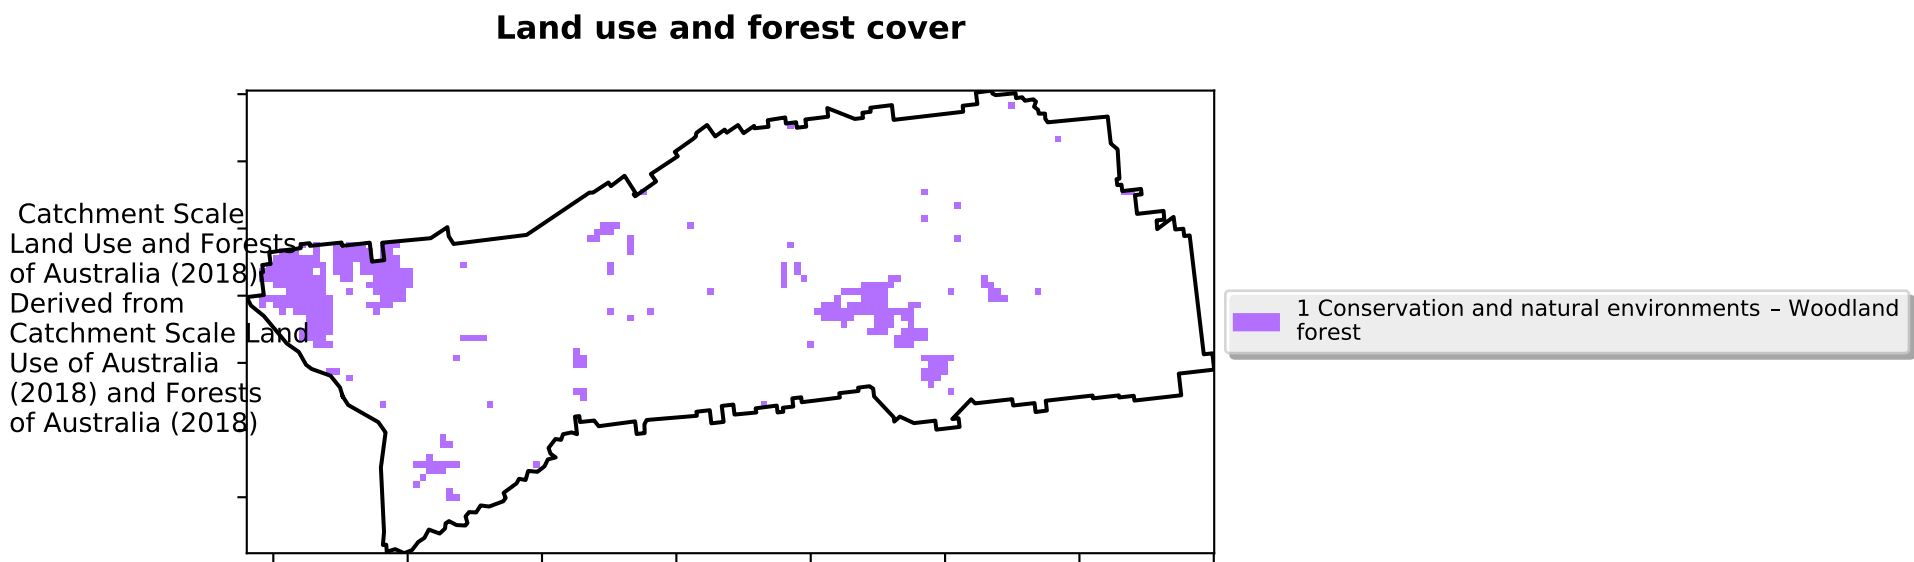 Land use and forest cover
Catchment Scale
Land Use and Forests
of Australia (2018)
Derived from
Catchment Scale Land
Use of Australia
(2018) and Forests
of Australia (2018)
1 Conservation and natural environments – Woodland
forest